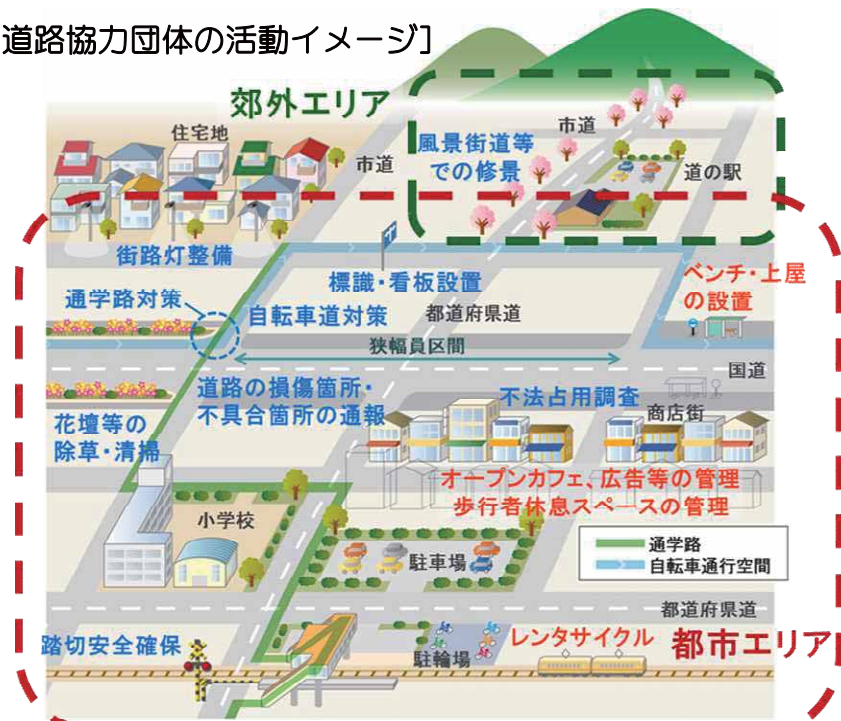 道路協力団体の活動イメージ]
郊外エリア
住宅地
市道
市道
風景街道等
での修景
道の駅
街路灯整備
標識・看板設置
ベンチ・上屋
の設置
通学路対策
自転車道対策
都道府県道
狭幅員区間
国道
道路の損傷箇所・
不具合箇所の通報
不法占用調査
商店街
花壇等の
除草・清掃
オープンカフェ、広告等の管理
歩行者休息スペースの管理
小学校
駐車場
通学路
自転車通行空間
都道府県道
踏切安全確保
駐輪場
レンタサイクル
都市エリア